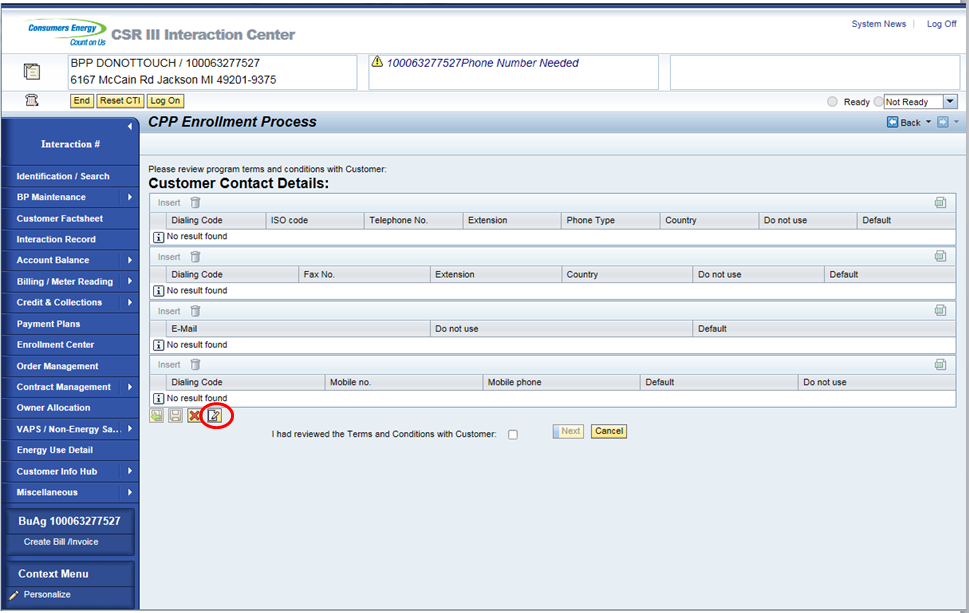 Consumers Energy
Count on Us
CSR III Interaction Center
System News
Log Off
BPP DONOTTOUCH / 100063277527
6167 McCain Rd Jackson MI 49201-9375
100063277527Phone Number Needed
End
Reset CTI
Log On
Ready
Not Ready
CPP Enrollment Process
Back
Interaction #
Identification / Search
BP Maintenance
Customer Factsheet
Interaction Record
Account Balance
Billing / Meter Reading
Credit & Collections
Payment Plans
Enrollment Center
Order Management
Contract Management
Owner Allocation
VAPS / Non-Energy Sa...
Energy Use Detail
Customer Info Hub
Miscellaneous
BuAg 100063277527
Create Bill /Invoice
Context Menu
Personalize
Please review program terms and conditions with Customer:
Customer Contact Details:
Insert
Dialing Code ISO code Telephone No. Extension Phone Type Country Do not use Default
No result found
Insert
Dialing Code Fax No. Extension Country Do not use Default
No result found
Insert
E-Mail Do not use Default
No result found
Insert
Dialing Code Mobile no. Mobile phone Default Do not use
No result found
I had reviewed the Terms and Conditions with Customer:
Next
Cancel